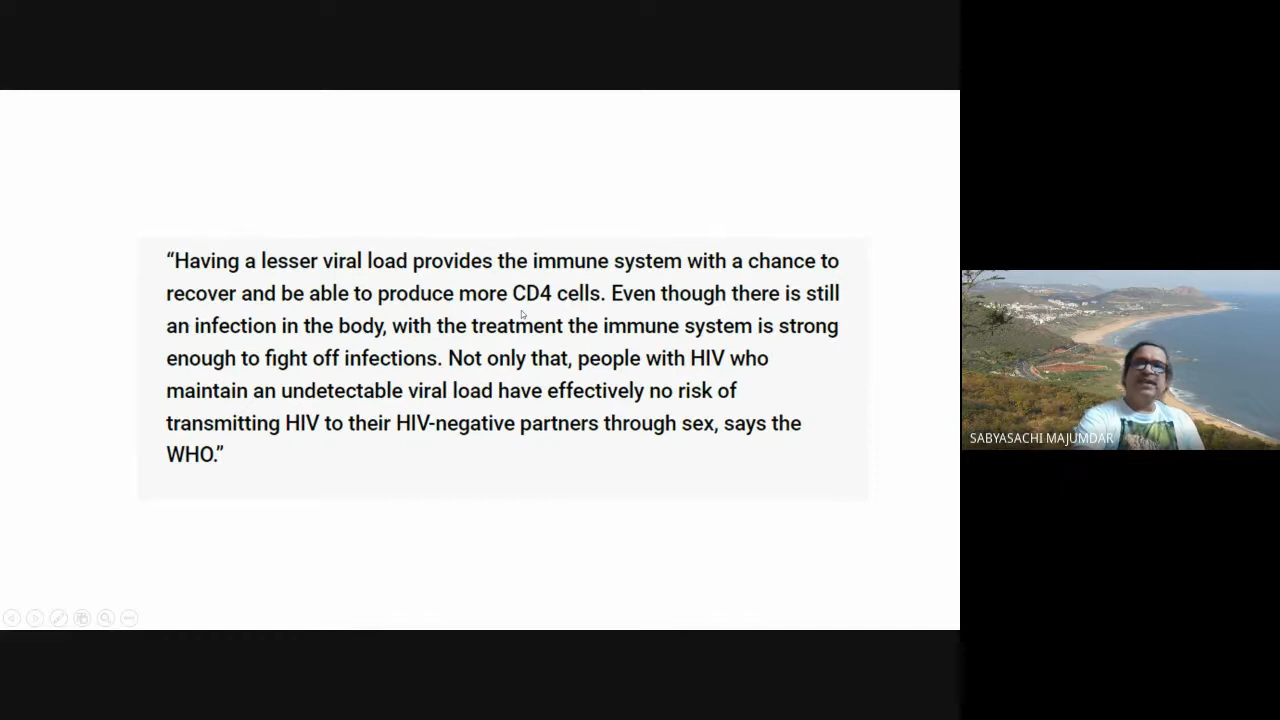 “Having a lesser viral load provides the immune system with a chance to
recover and be able to produce more CD4 cells. Even though there is still
an infection in the body, with the treatment the immune system is strong
enough to fight off infections. Not only that, people with HIV who
maintain an undetectable viral load have effectively no risk of
transmitting HIV to their HIV-negative partners through sex, says the
WHO.”
SABYASACHI MAJUMDAR